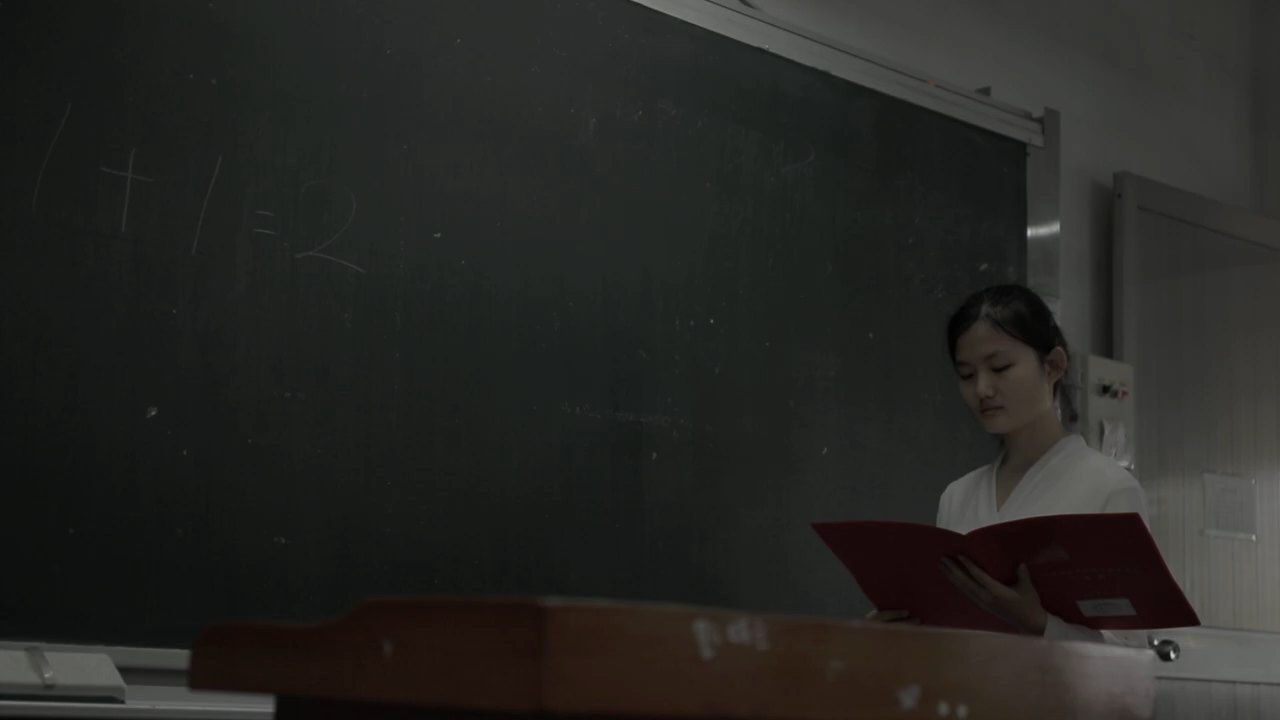 1 + 1 = 2